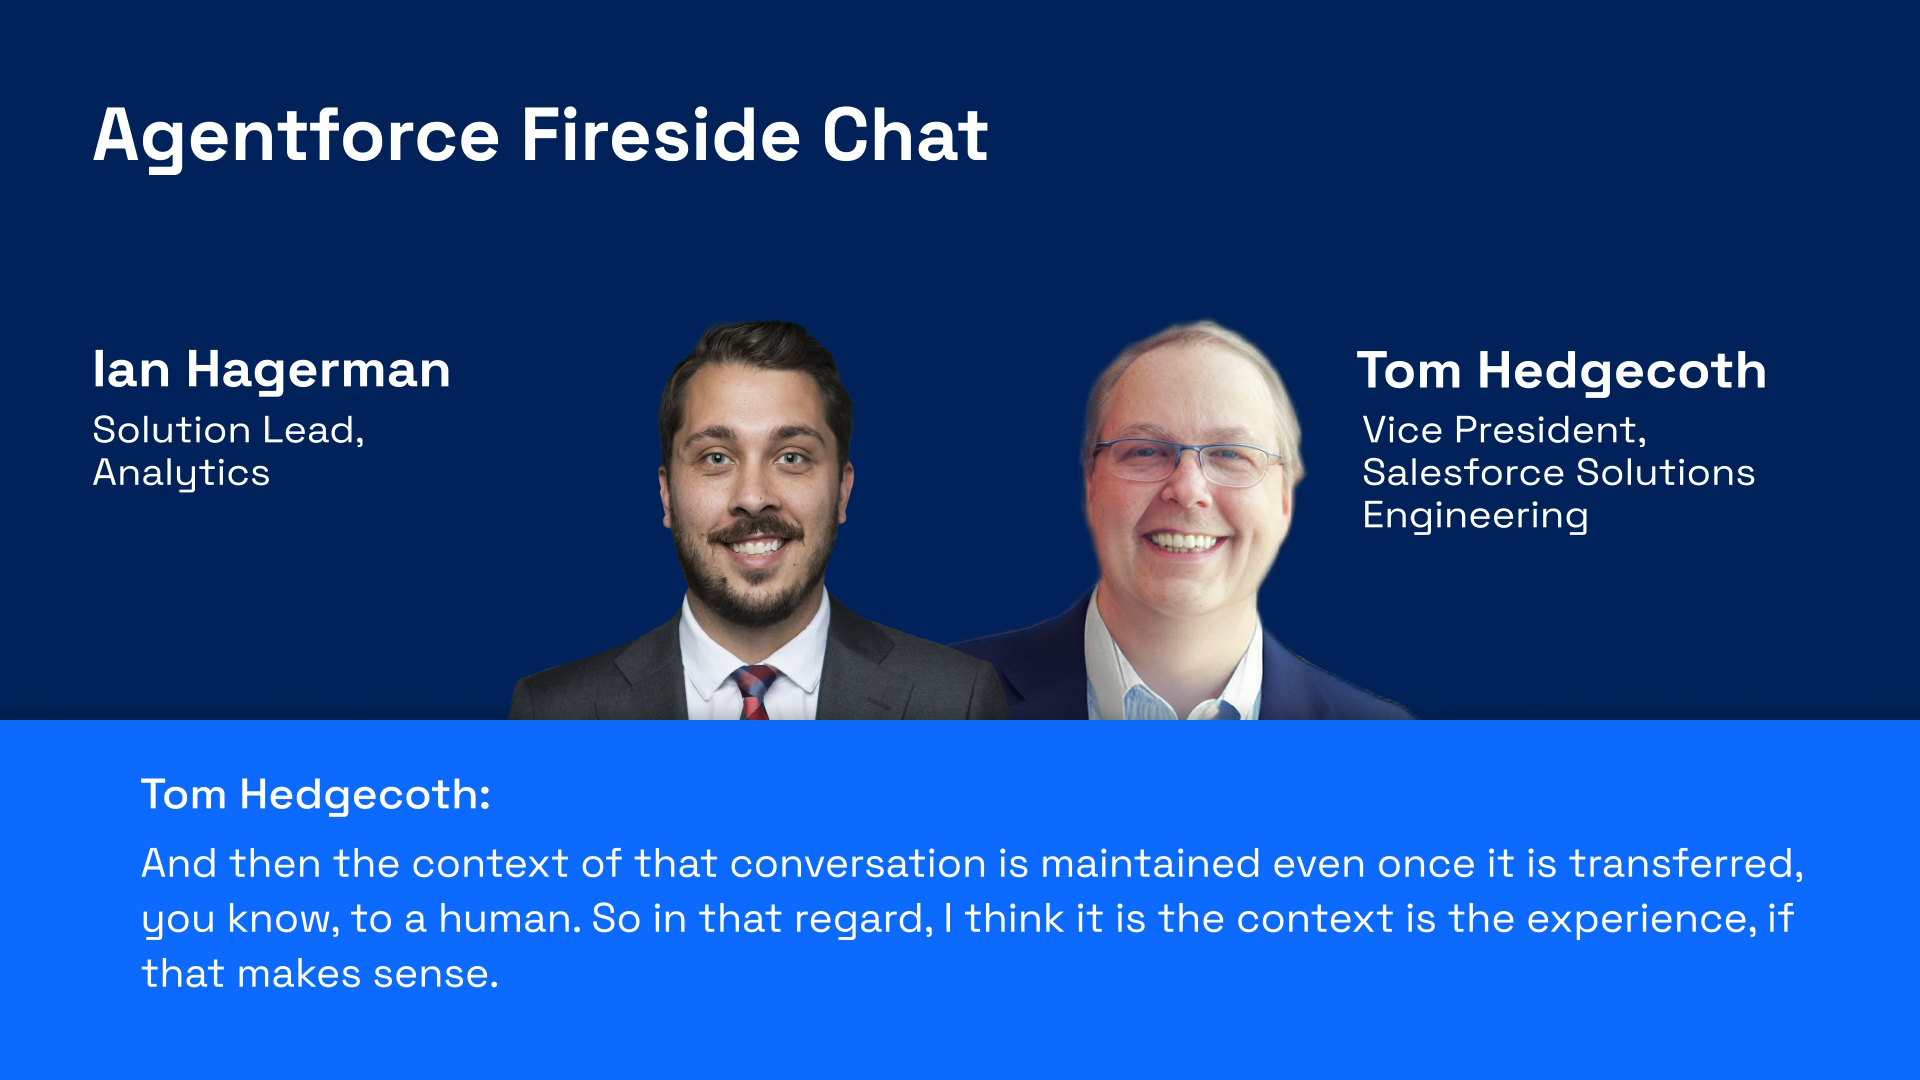 Agentforce Fireside Chat
Ian Hagerman
Solution Lead,
Analytics
Tom Hedgecoth
Vice President,
Salesforce Solutions
Engineering
Tom Hedgecoth:
And then the context of that conversation is maintained even once it is transferred,
you know, to a human. So in that regard, I think it is the context is the experience, if
that makes sense.